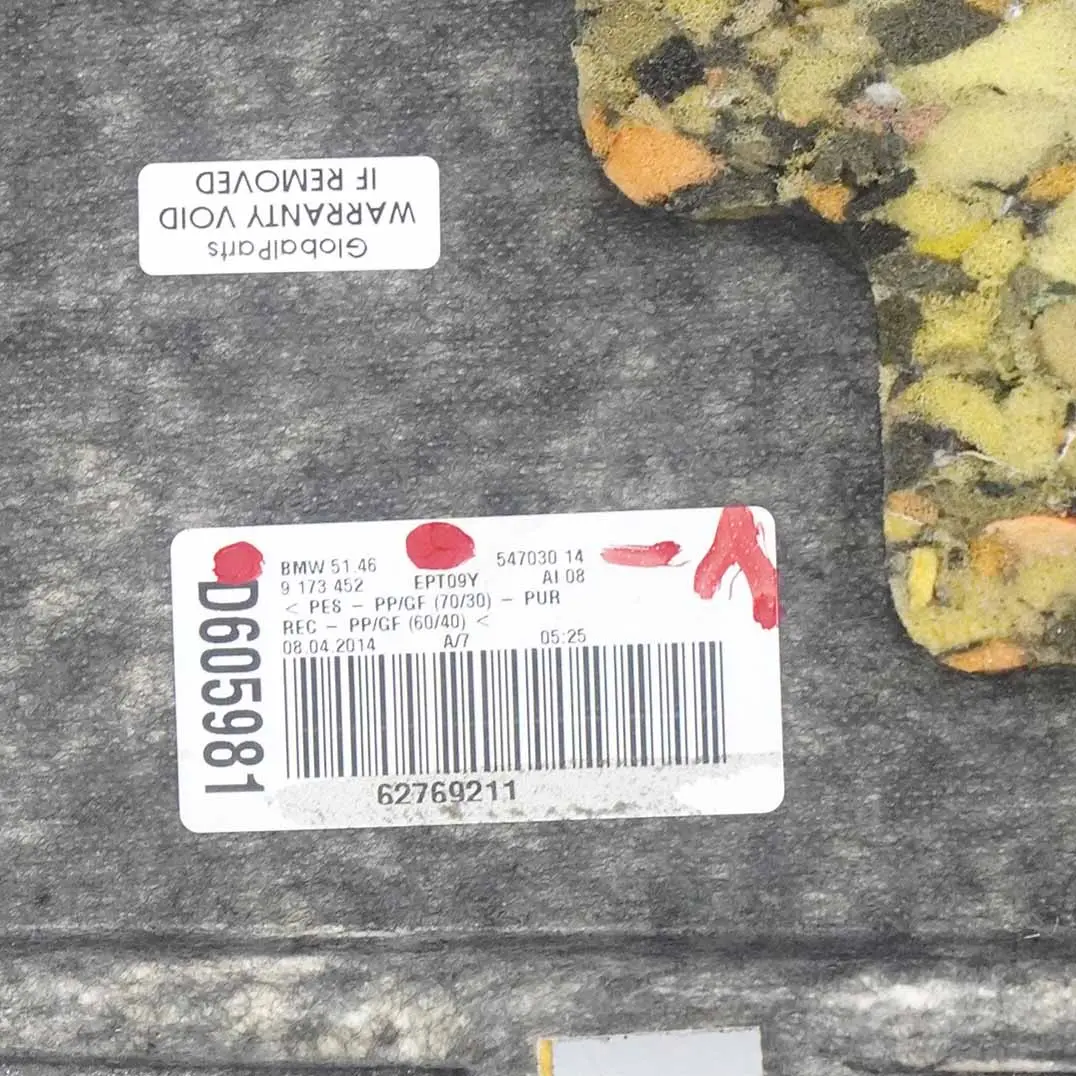 GlobalParts
WARRANTY VOID
IF REMOVED
D605981
BMW 51.46 547030 14
9 173 452 EPT09Y AI 08
< PES - PP/GF (70/30) - PUR
REC - PP/GF (60/40) <
08.04.2014 A/7 05:25
62769211